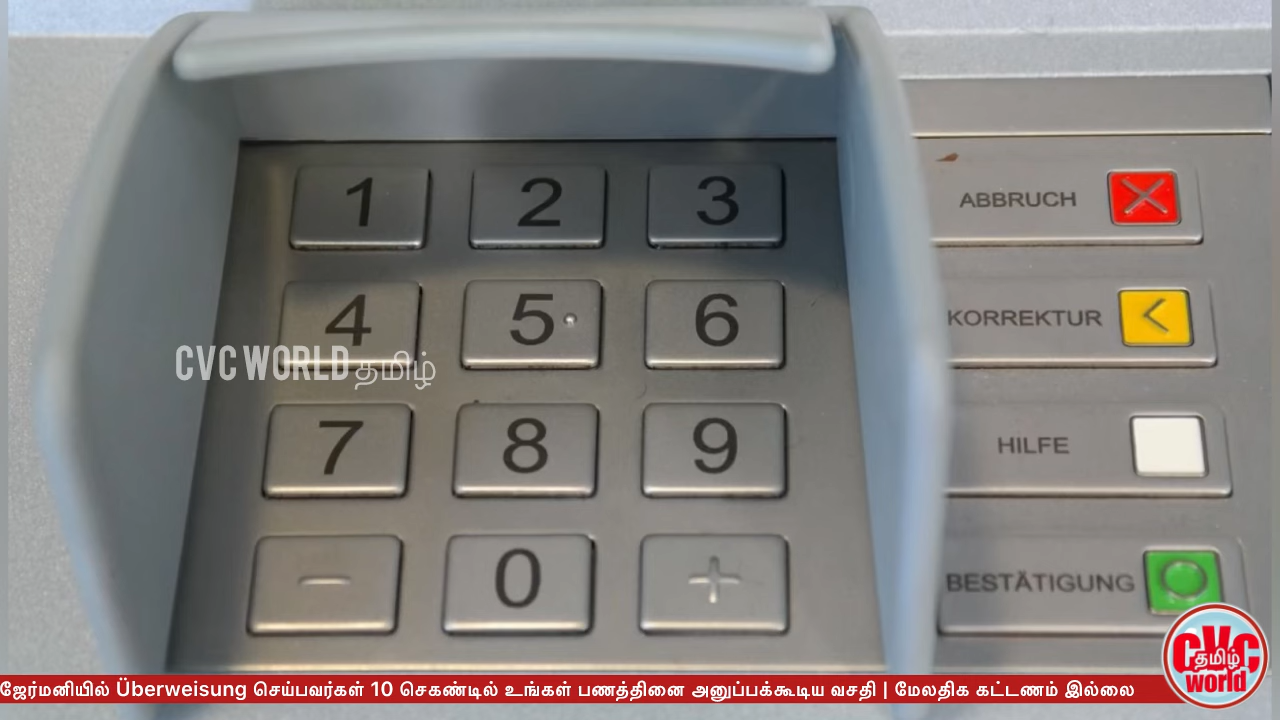 1 2 3
ABBRUCH
4 5 6
KORREKTUR
CVC WORLD தமிழ்
7 8 9
HILFE
- 0 +
BESTÄTIGUNG
CVC
தமிழ்
world
ஜேர்மனியில் Überweisung செய்பவர்கள் 10 செகண்டில் உங்கள் பணத்தினை அனுப்பக்கூடிய வசதி | மேலதிக கட்டணம் இல்லை